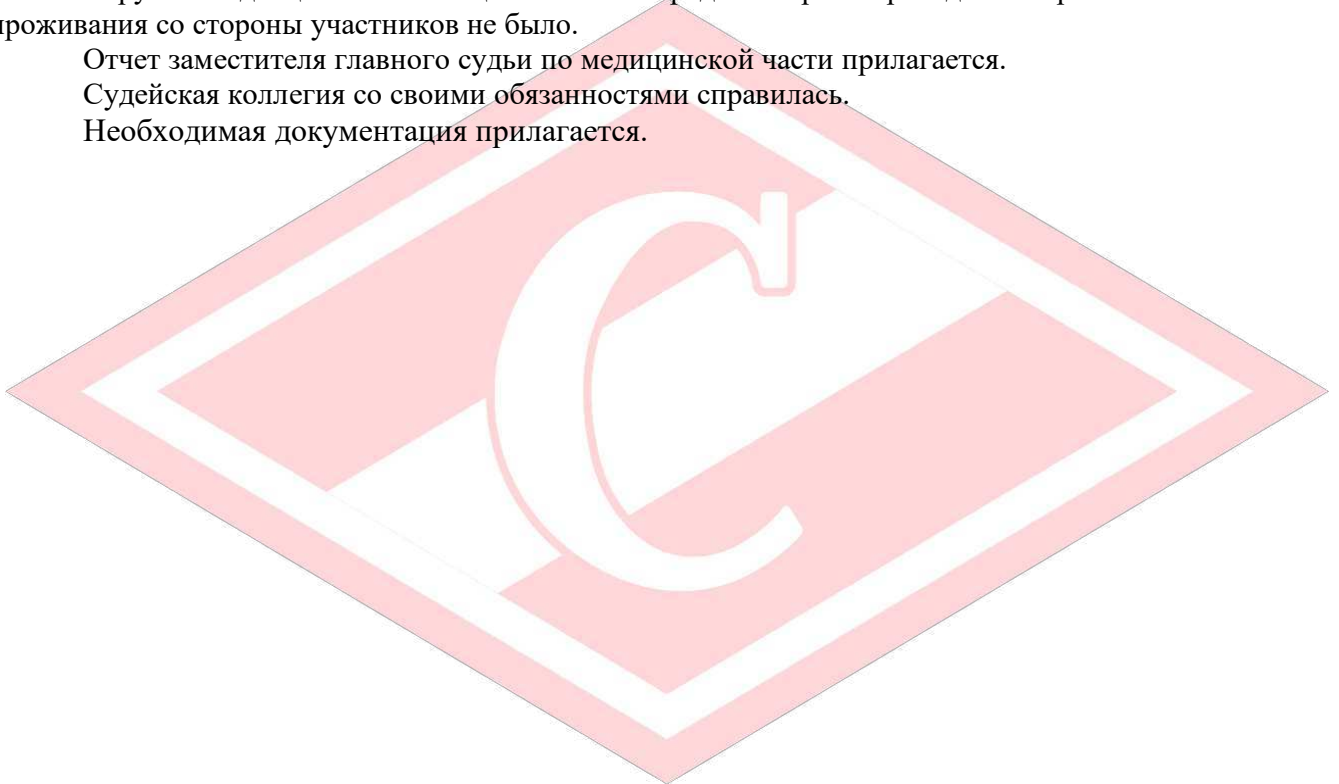 проживания со стороны участников не было.
Отчет заместителя главного судьи по медицинской части прилагается.
Судейская коллегия со своими обязанностями справилась.
Необходимая документация прилагается.
С